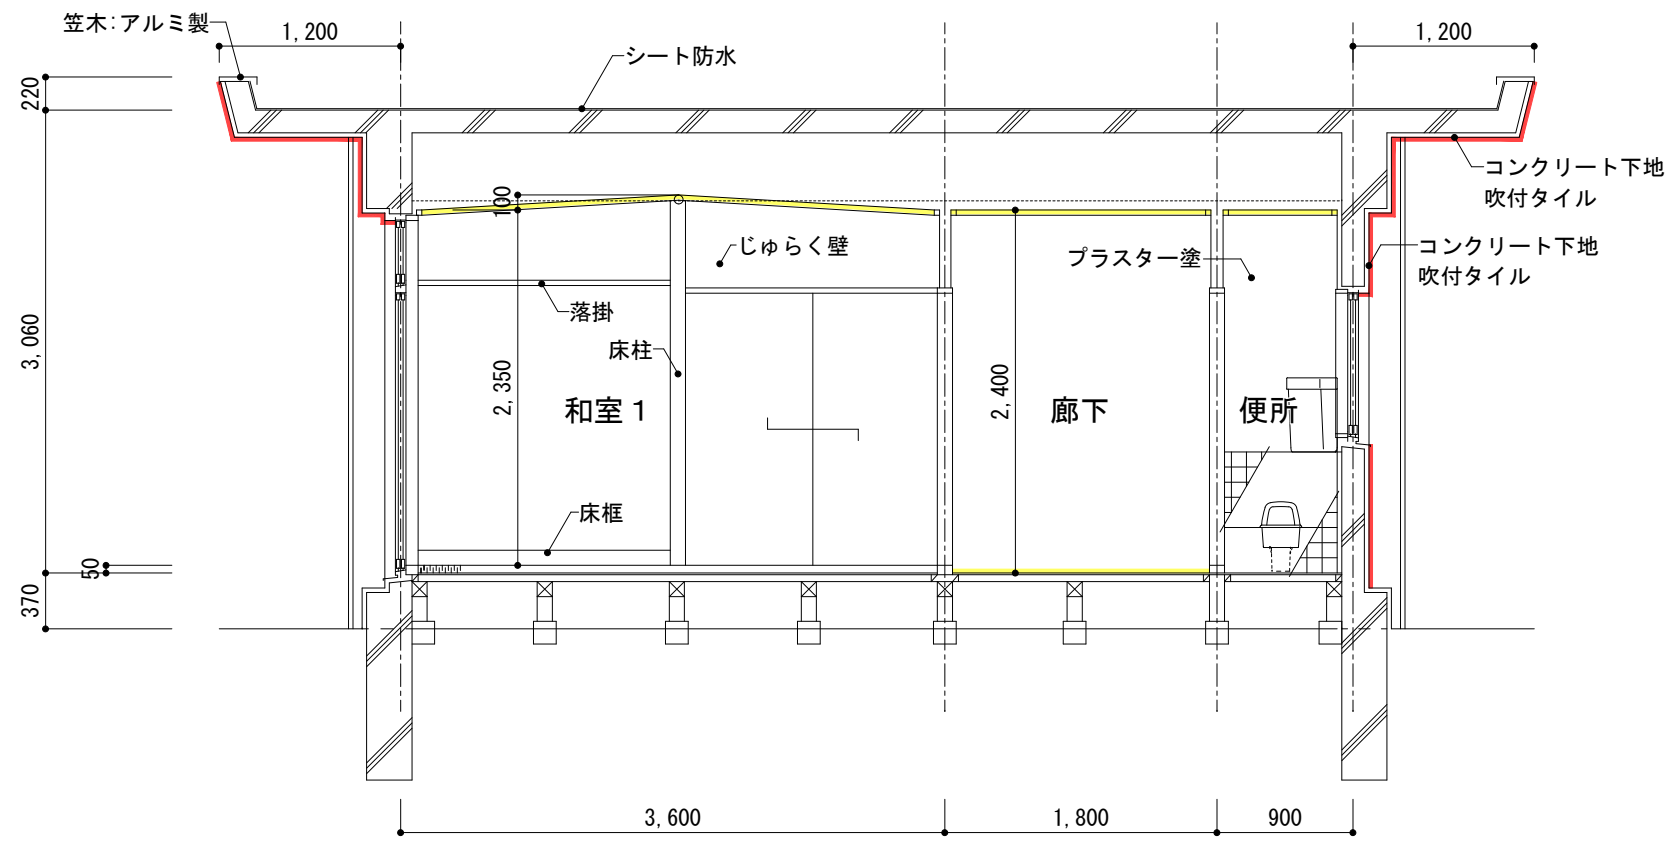 笠木:アルミ製
1,200
シート防水
1,200
220
コンクリート下地
吹付タイル
100
じゅらく壁
プラスター塗
コンクリート下地
吹付タイル
落掛
3,060
床柱
2,350
2,400
和室1
廊下
便所
床框
50
370
3,600
1,800
900